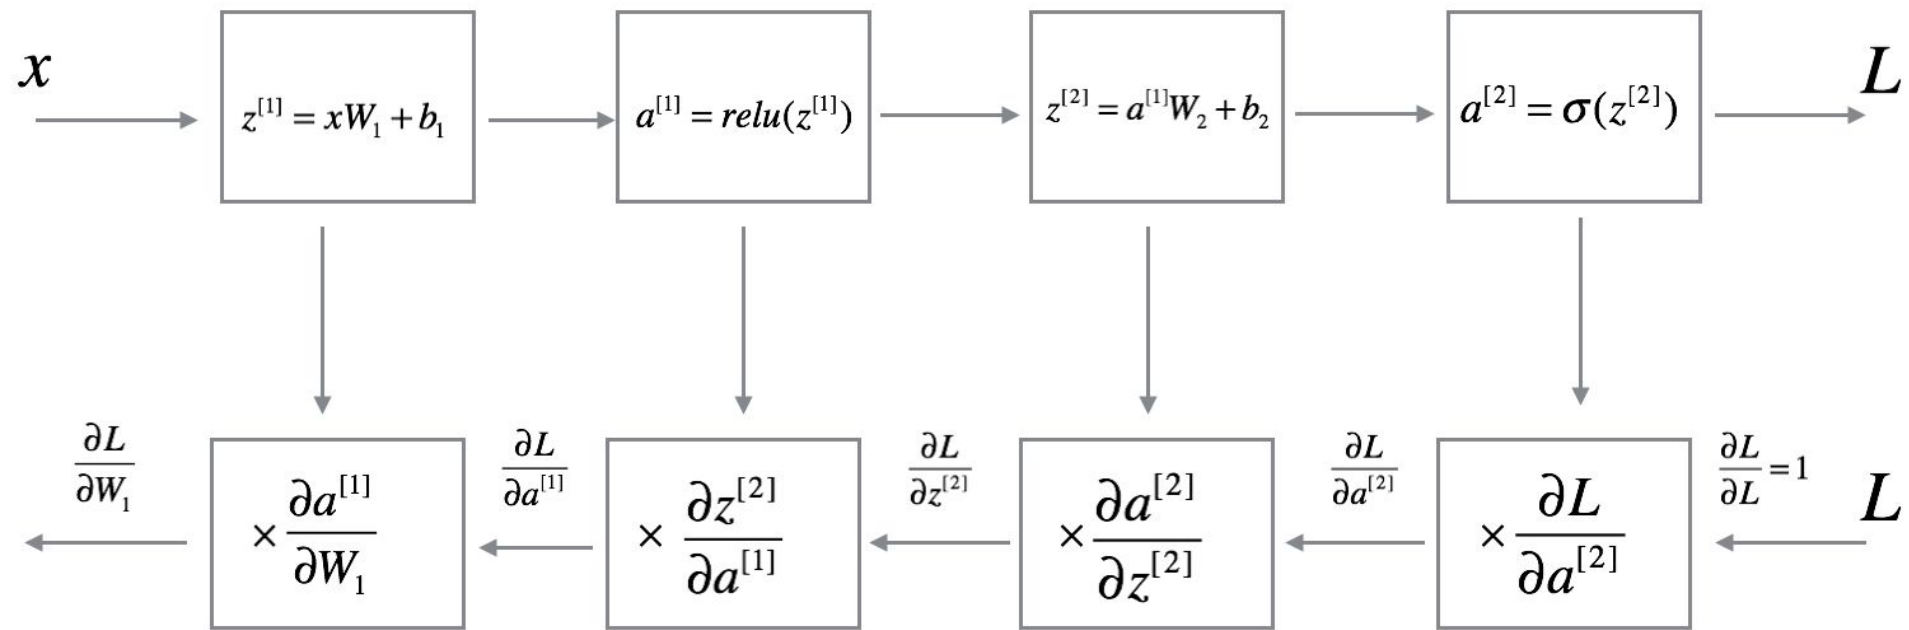 x
z^[1] = xW_1 + b_1
a^[1] = relu(z^[1])
z^[2] = a^[1]W_2 + b_2
a^[2] = σ(z^[2])
L
∂L/∂W_1
× ∂a^[1]/∂W_1
∂L/∂a^[1]
× ∂z^[2]/∂a^[1]
∂L/∂z^[2]
× ∂a^[2]/∂z^[2]
∂L/∂a^[2]
× ∂L/∂a^[2]
∂L/∂L = 1
L